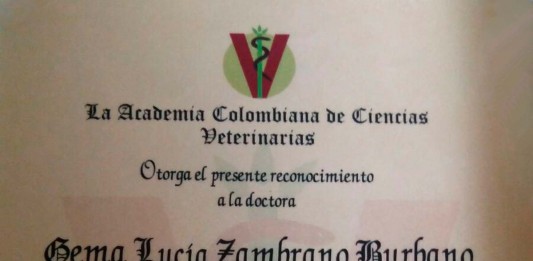 La Academia Colombiana de Ciencias
Veterinarias
Otorga el presente reconocimiento
a la doctora
Gema Lucía Zambrano Burbano